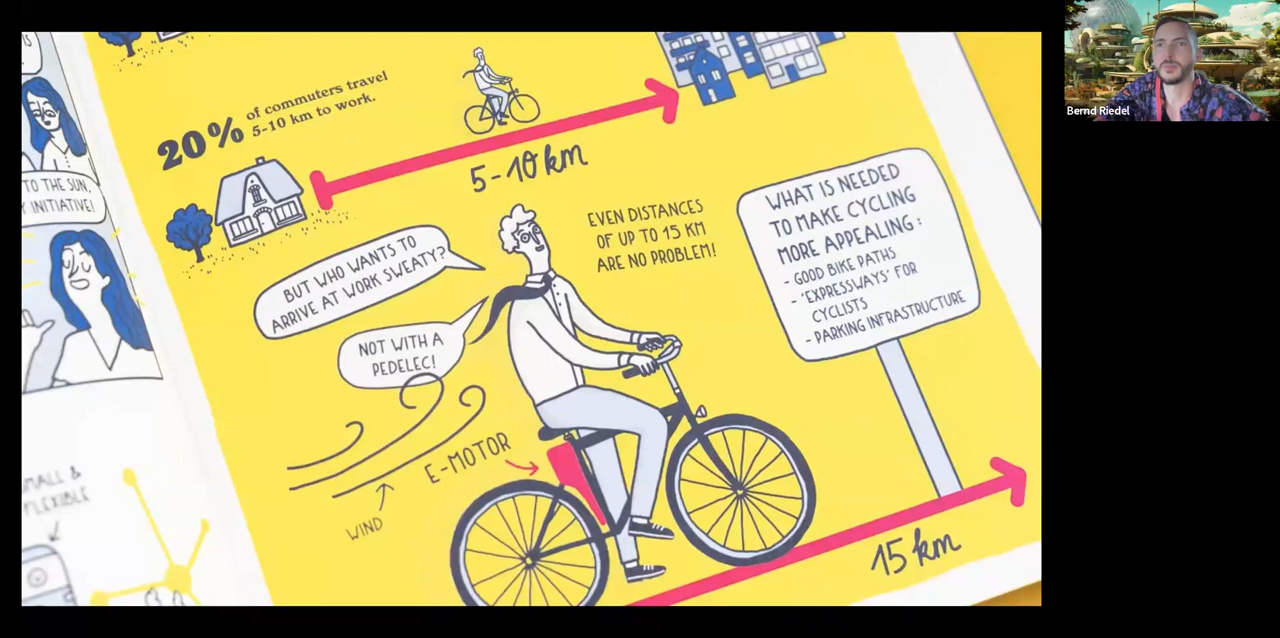 Bernd Riedel
20% of commuters travel
5-10 km to work.
5-10 km
TO THE SUN,
INITIATIVE!
BUT WHO WANTS TO
ARRIVE AT WORK SWEATY?
NOT WITH A
PEDELEC!
EVEN DISTANCES
OF UP TO 15 KM
ARE NO PROBLEM!
WHAT IS NEEDED
TO MAKE CYCLING
MORE APPEALING:
- GOOD BIKE PATHS
- 'EXPRESSWAYS' FOR
CYCLISTS
- PARKING INFRASTRUCTURE
E-MOTOR
WIND
15 km
&